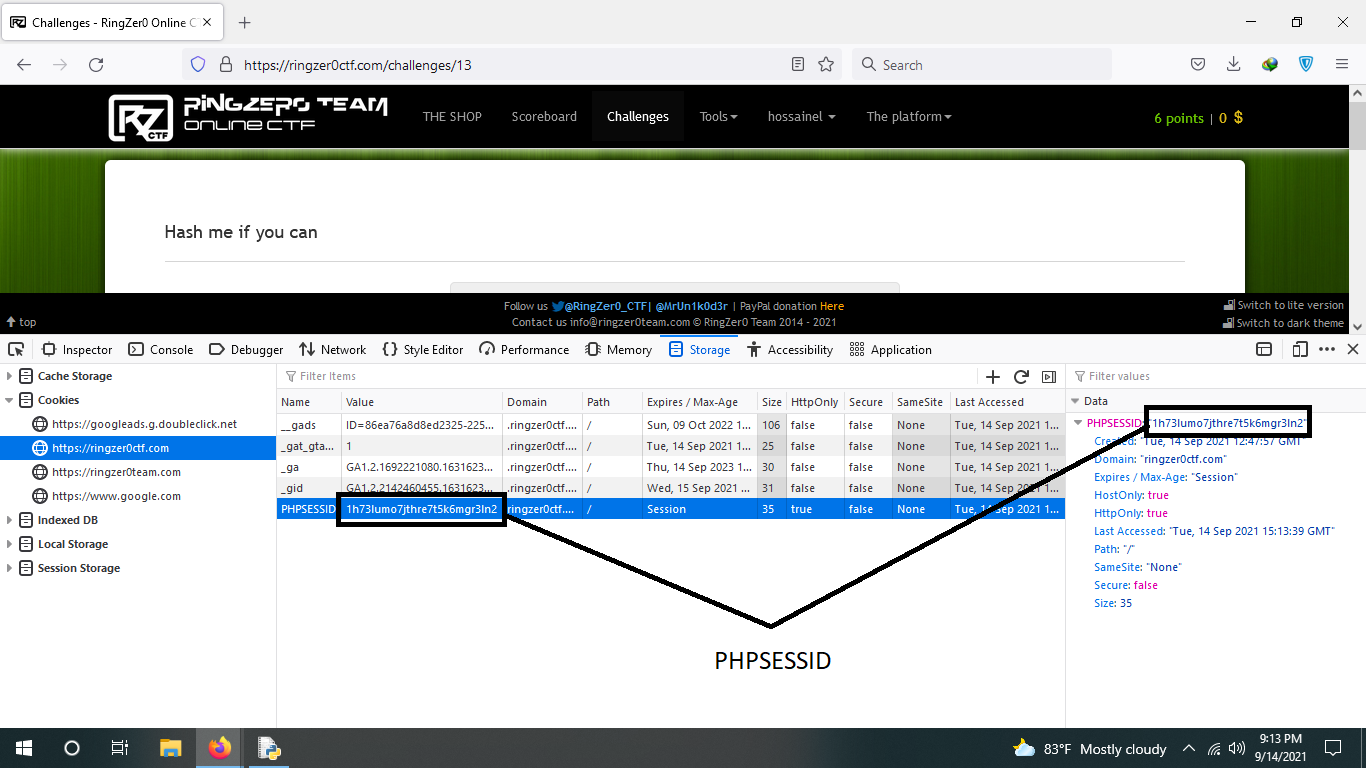 Challenges - RingZer0 Online C
https://ringzer0ctf.com/challenges/13
Search
RZ CTF RINGZER0 TEAM ONLINE CTF
THE SHOP Scoreboard Challenges Tools hossainel The platform
6 points | 0 $
Hash me if you can
Follow us @RingZer0_CTF | @MrUn1k0d3r | PayPal donation Here
Contact us info@ringzer0team.com © RingZer0 Team 2014 - 2021
top
Switch to lite version
Switch to dark theme
Inspector Console Debugger Network Style Editor Performance Memory Storage Accessibility Application
Cache Storage
Cookies
https://googleads.g.doubleclick.net
https://ringzer0ctf.com
https://ringzer0team.com
https://www.google.com
Indexed DB
Local Storage
Session Storage
Filter Items
Name Value Domain Path Expires / Max-Age Size HttpOnly Secure SameSite Last Accessed
__gads ID=86ea76a8d8ed2325-225... .ringzer0ctf.... / Sun, 09 Oct 2022 1... 106 false false None Tue, 14 Sep 2021 1...
_gat_gta... 1 .ringzer0ctf.... / Tue, 14 Sep 2021 1... 25 false false None Tue, 14 Sep 2021 1...
_ga GA1.2.1692221080.1631623... .ringzer0ctf.... / Thu, 14 Sep 2023 1... 30 false false None Tue, 14 Sep 2021 1...
_gid GA1.2.2142460455.1631623... .ringzer0ctf.... / Wed, 15 Sep 2021 ... 31 false false None Tue, 14 Sep 2021 1...
PHPSESSID ringzer0ctf.... / Session 35 true false None Tue, 14 Sep 2021 1...
Filter values
Data
PHPSESSID:
Created: "Tue, 14 Sep 2021 12:47:57 GMT"
Domain: "ringzer0ctf.com"
Expires / Max-Age: "Session"
HostOnly: true
HttpOnly: true
Last Accessed: "Tue, 14 Sep 2021 15:13:39 GMT"
Path: "/"
SameSite: "None"
Secure: false
Size: 35
PHPSESSID
83°F Mostly cloudy
9:13 PM
9/14/2021